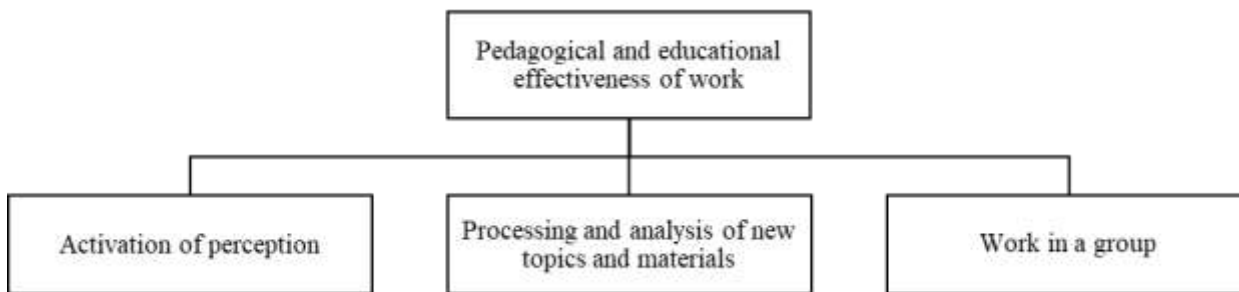 Pedagogical and educational
effectiveness of work
Activation of perception
Processing and analysis of new
topics and materials
Work in a group